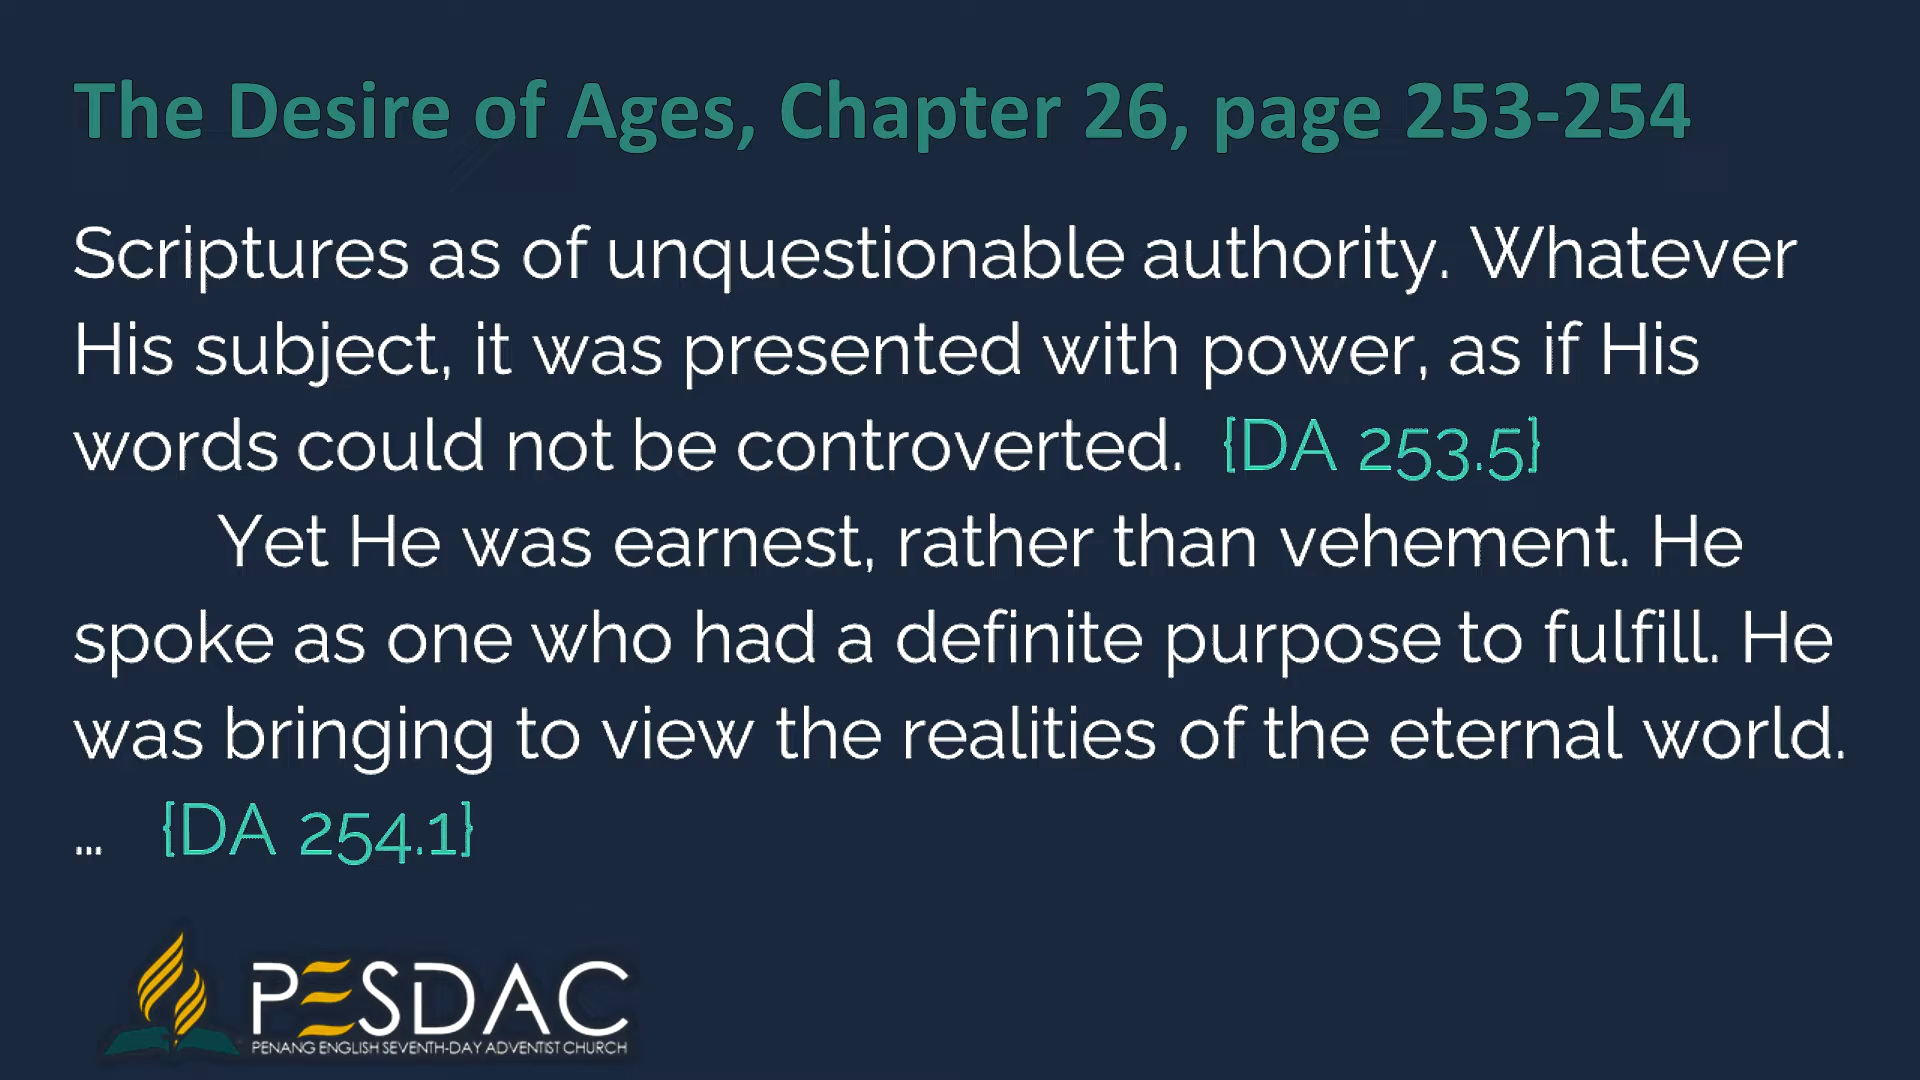 The Desire of Ages, Chapter 26, page 253-254
Scriptures as of unquestionable authority. Whatever
His subject, it was presented with power, as if His
words could not be controverted. {DA 253.5}
Yet He was earnest, rather than vehement. He
spoke as one who had a definite purpose to fulfill. He
was bringing to view the realities of the eternal world.
... {DA 254.1}
PESDAC
PENANG ENGLISH SEVENTH-DAY ADVENTIST CHURCH